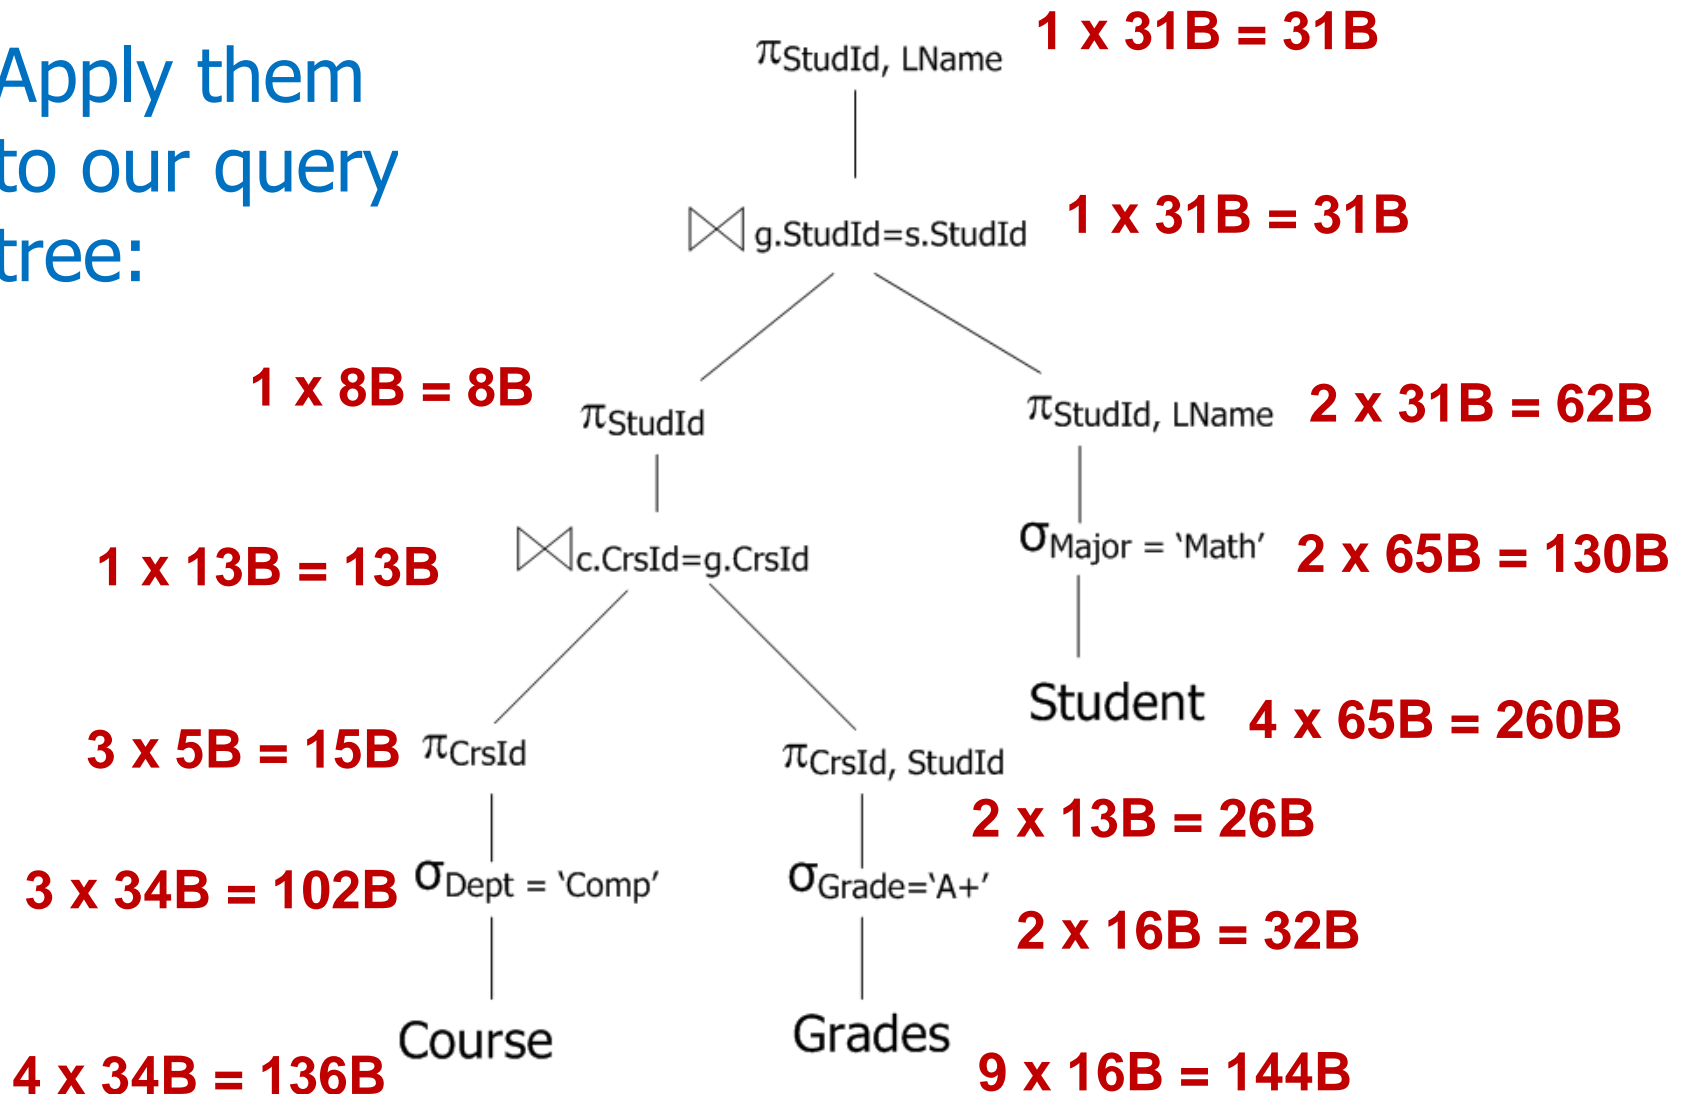 Apply them
to our query
tree:
πStudId, LName 1 x 31B = 31B
⋈ g.StudId=s.StudId 1 x 31B = 31B
1 x 8B = 8B πStudId
πStudId, LName 2 x 31B = 62B
1 x 13B = 13B ⋈c.CrsId=g.CrsId
σMajor = ‘Math’ 2 x 65B = 130B
Student 4 x 65B = 260B
3 x 5B = 15B πCrsId
πCrsId, StudId
2 x 13B = 26B
3 x 34B = 102B σDept = ‘Comp’
σGrade=‘A+’
2 x 16B = 32B
Course
4 x 34B = 136B
Grades
9 x 16B = 144B